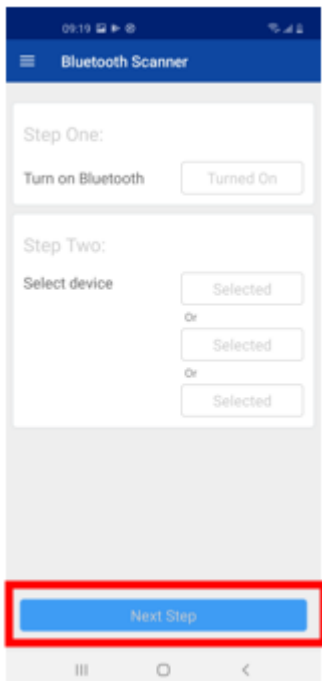 09:19
Bluetooth Scanner
Step One:
Turn on Bluetooth
Turned On
Step Two:
Select device
Selected
Or
Selected
Or
Selected
Next Step